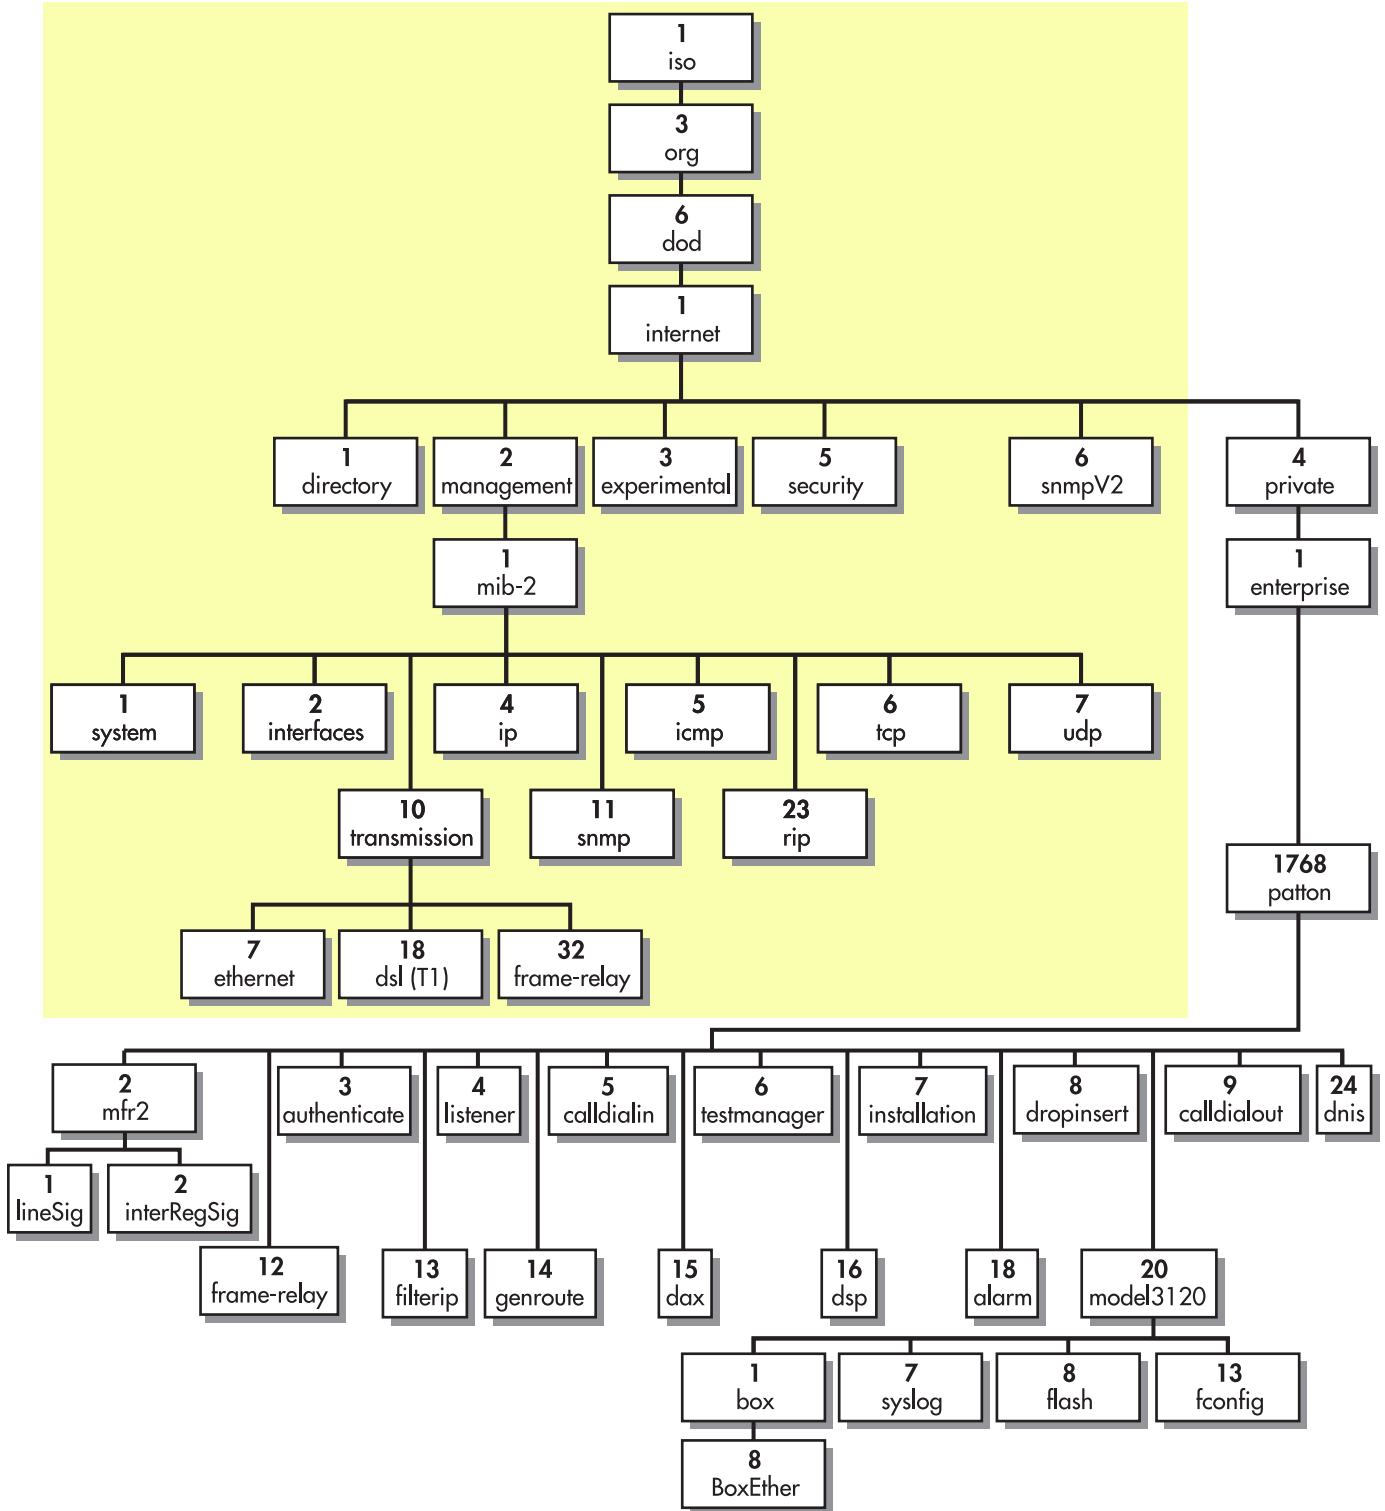 1
iso
3
org
6
dod
1
internet
1
directory
2
management
3
experimental
5
security
6
snmpV2
4
private
1
mib-2
1
enterprise
1
system
2
interfaces
4
ip
5
icmp
6
tcp
7
udp
10
transmission
11
snmp
23
rip
1768
patton
7
ethernet
18
dsl (T1)
32
frame-relay
2
mfr2
3
authenticate
4
listener
5
calldialin
6
testmanager
7
installation
8
dropinsert
9
calldialout
24
dnis
1
lineSig
2
interRegSig
12
frame-relay
13
filterip
14
genroute
15
dax
16
dsp
18
alarm
20
model3120
1
box
7
syslog
8
flash
13
fconfig
8
BoxEther